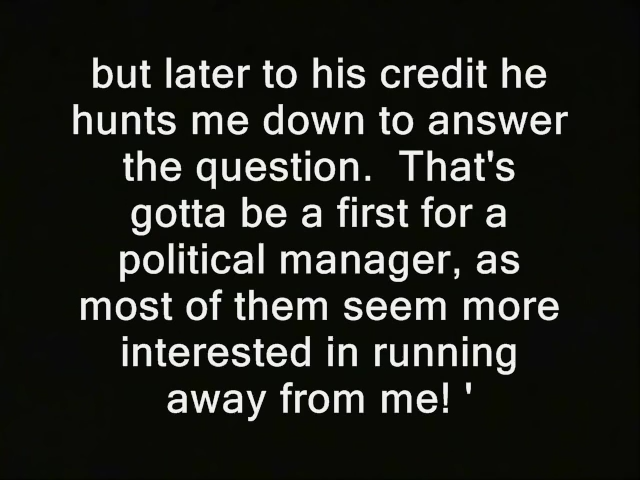 but later to his credit he
hunts me down to answer
the question.  That's
gotta be a first for a
political manager, as
most of them seem more
interested in running
away from me! '